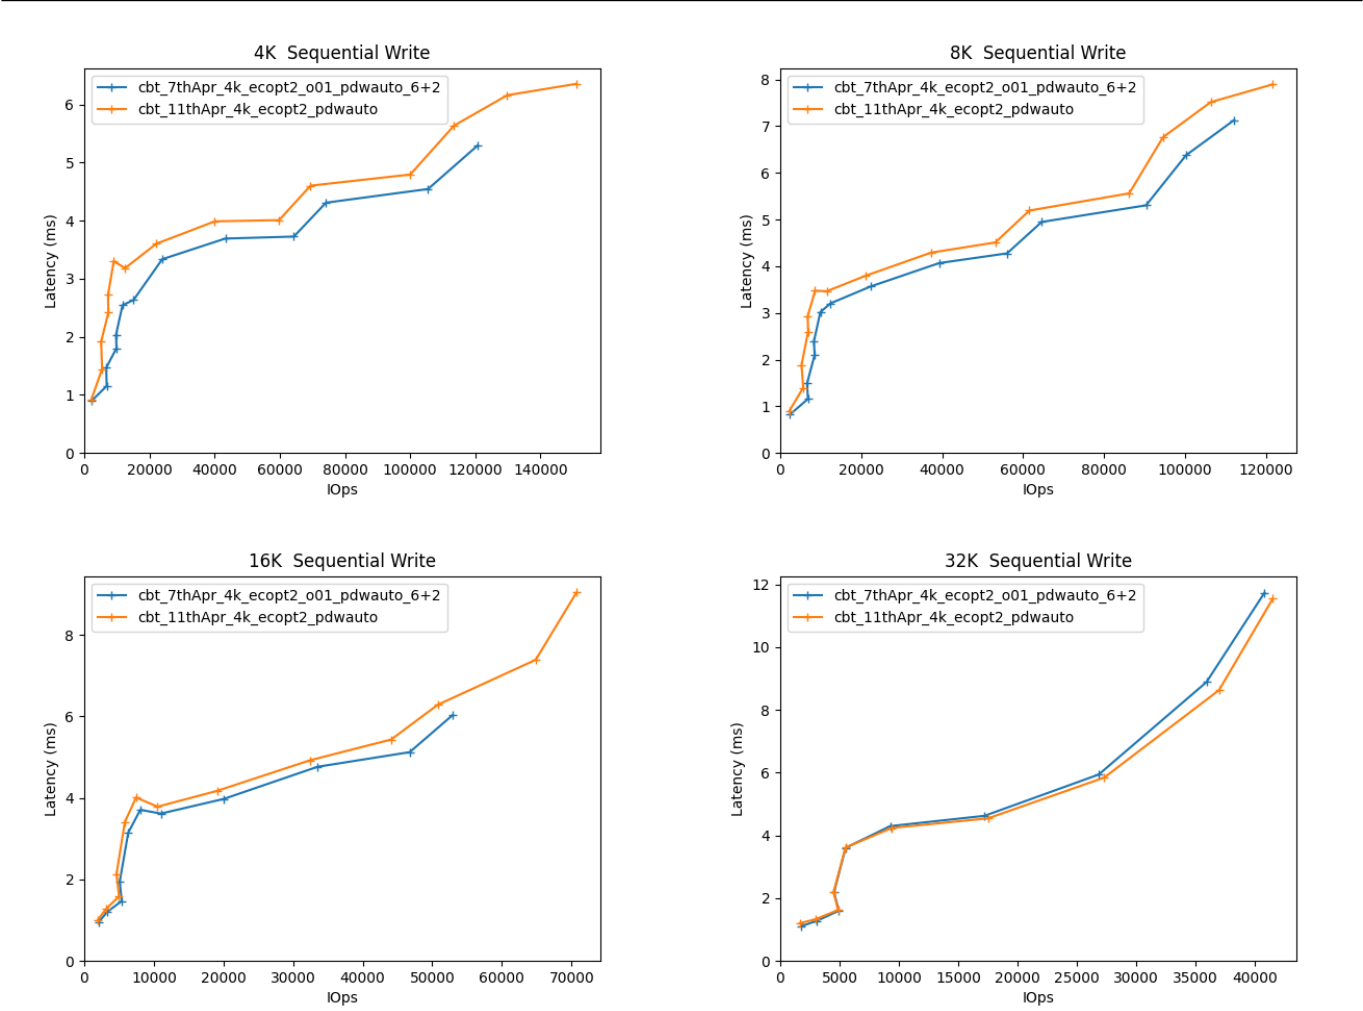 4K  Sequential Write
cbt_7thApr_4k_ecopt2_o01_pdwauto_6+2
cbt_11thApr_4k_ecopt2_pdwauto
6
5
4
3
2
1
0
Latency (ms)
0 20000 40000 60000 80000 100000 120000 140000
IOps
8K  Sequential Write
cbt_7thApr_4k_ecopt2_o01_pdwauto_6+2
cbt_11thApr_4k_ecopt2_pdwauto
8
7
6
5
4
3
2
1
0
Latency (ms)
0 20000 40000 60000 80000 100000 120000
IOps
16K  Sequential Write
cbt_7thApr_4k_ecopt2_o01_pdwauto_6+2
cbt_11thApr_4k_ecopt2_pdwauto
8
6
4
2
0
Latency (ms)
0 10000 20000 30000 40000 50000 60000 70000
IOps
32K  Sequential Write
cbt_7thApr_4k_ecopt2_o01_pdwauto_6+2
cbt_11thApr_4k_ecopt2_pdwauto
12
10
8
6
4
2
0
Latency (ms)
0 5000 10000 15000 20000 25000 30000 35000 40000
IOps